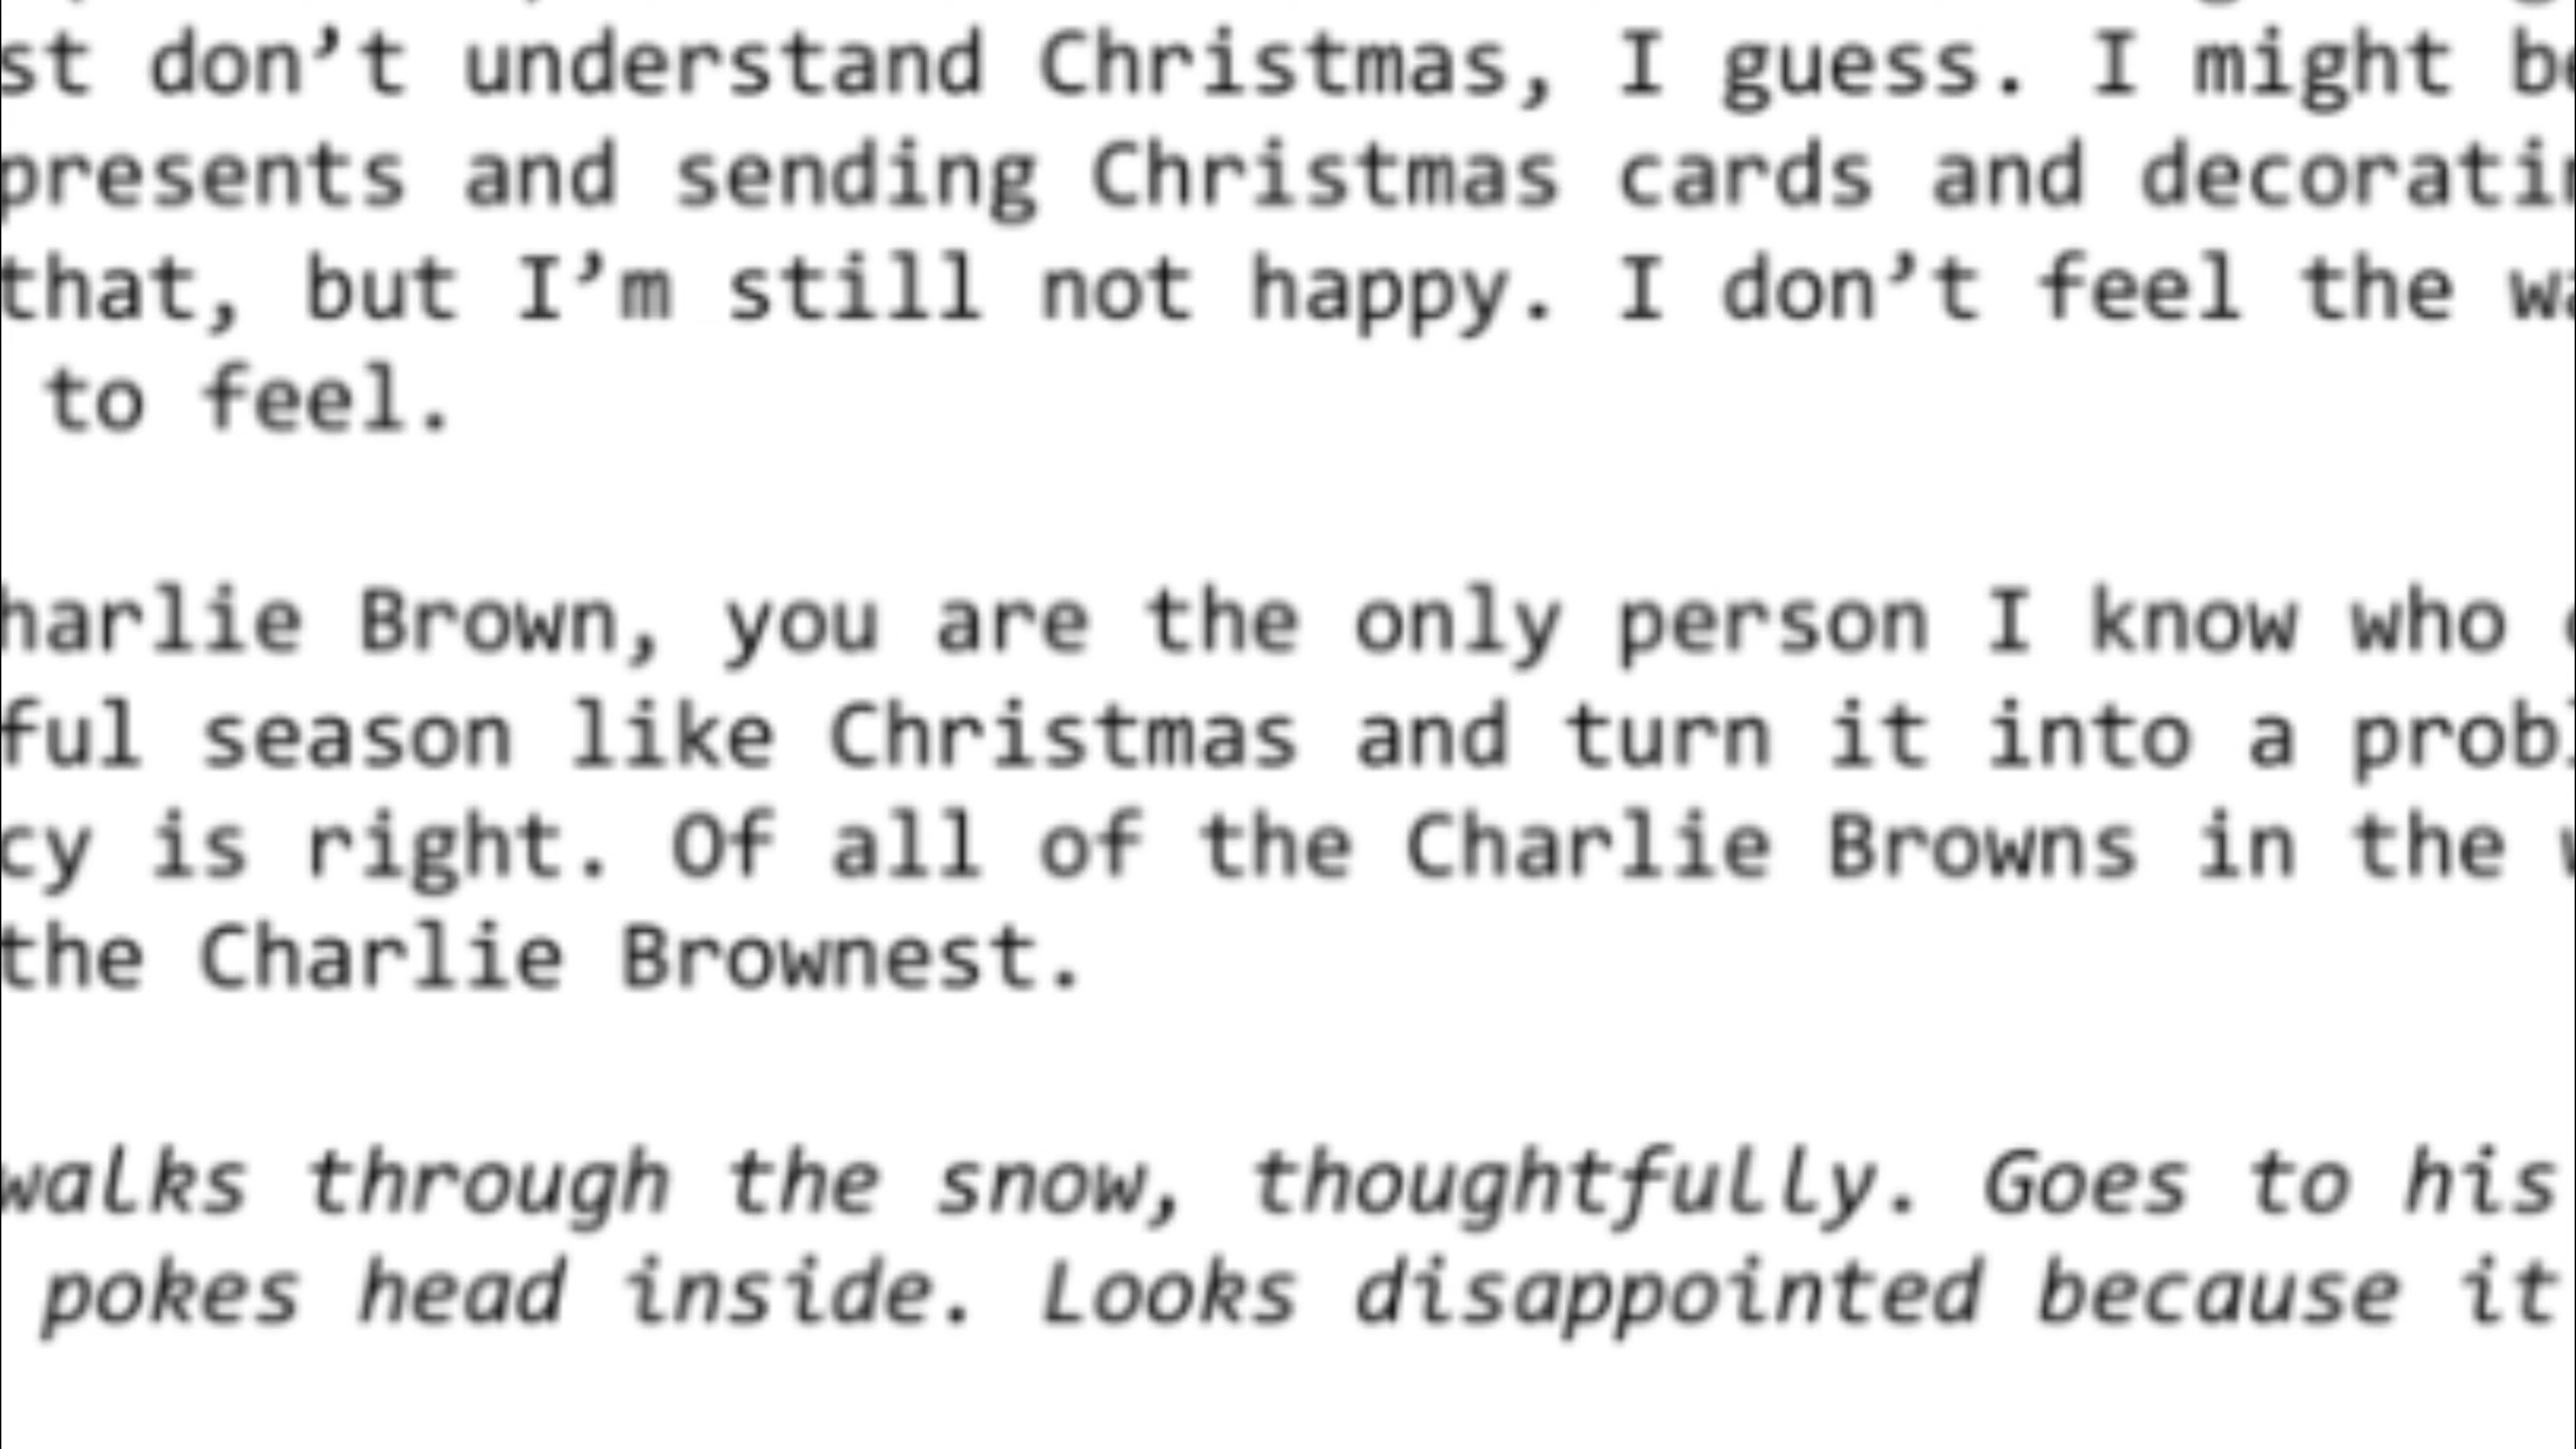 st don’t understand Christmas, I guess. I might b
presents and sending Christmas cards and decorati
that, but I’m still not happy. I don’t feel the w
to feel.
harlie Brown, you are the only person I know who
ful season like Christmas and turn it into a prob
cy is right. Of all of the Charlie Browns in the
the Charlie Brownest.
walks through the snow, thoughtfully. Goes to his
pokes head inside. Looks disappointed because it